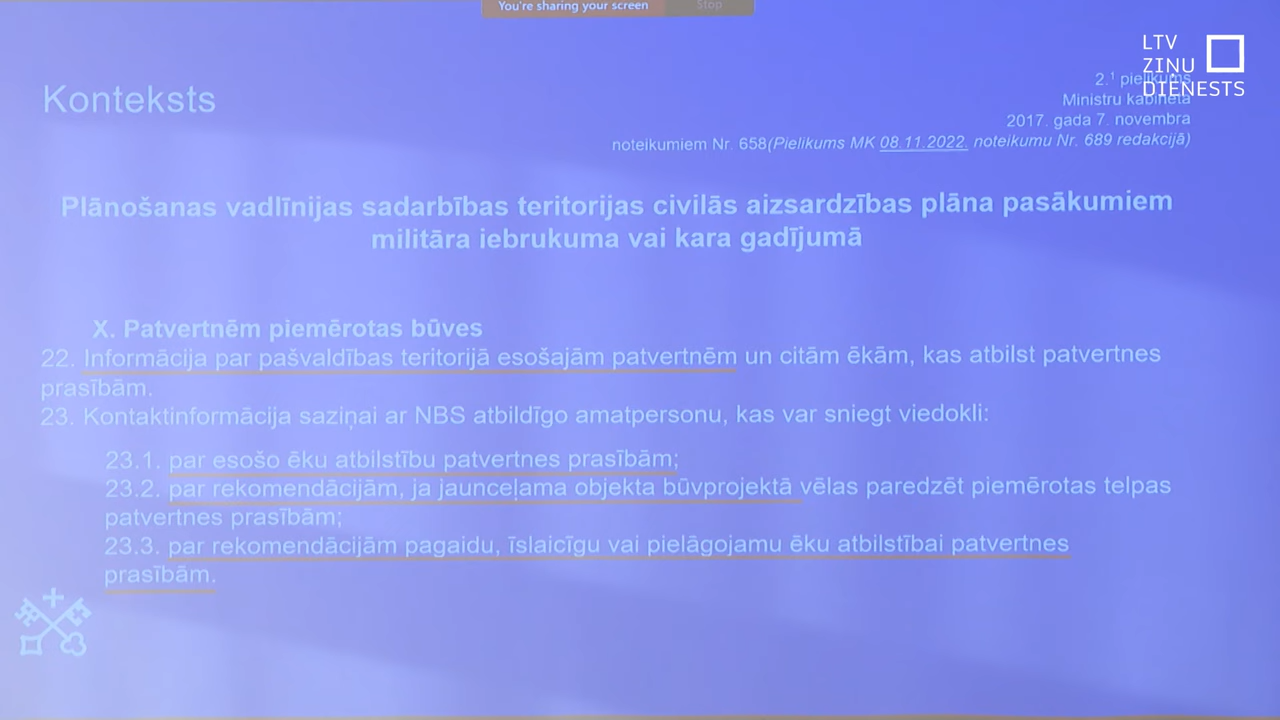 You're sharing your screen
Stop
LTV
ZIŅU
DIENESTS
Konteksts
2.¹ pielikums
Ministru kabineta
2017. gada 7. novembra
noteikumiem Nr. 658(Pielikums MK 08.11.2022. noteikumu Nr. 689 redakcijā)
Plānošanas vadlīnijas sadarbības teritorijas civilās aizsardzības plāna pasākumiem
militāra iebrukuma vai kara gadījumā
X. Patvertnēm piemērotas būves
22. Informācija par pašvaldības teritorijā esošajām patvertnēm un citām ēkām, kas atbilst patvertnes
prasībām.
23. Kontaktinformācija saziņai ar NBS atbildīgo amatpersonu, kas var sniegt viedokli:
23.1. par esošo ēku atbilstību patvertnes prasībām;
23.2. par rekomendācijām, ja jaunceļama objekta būvprojektā vēlas paredzēt piemērotas telpas
patvertnes prasībām;
23.3. par rekomendācijām pagaidu, īslaicīgu vai pielāgojamu ēku atbilstībai patvertnes
prasībām.